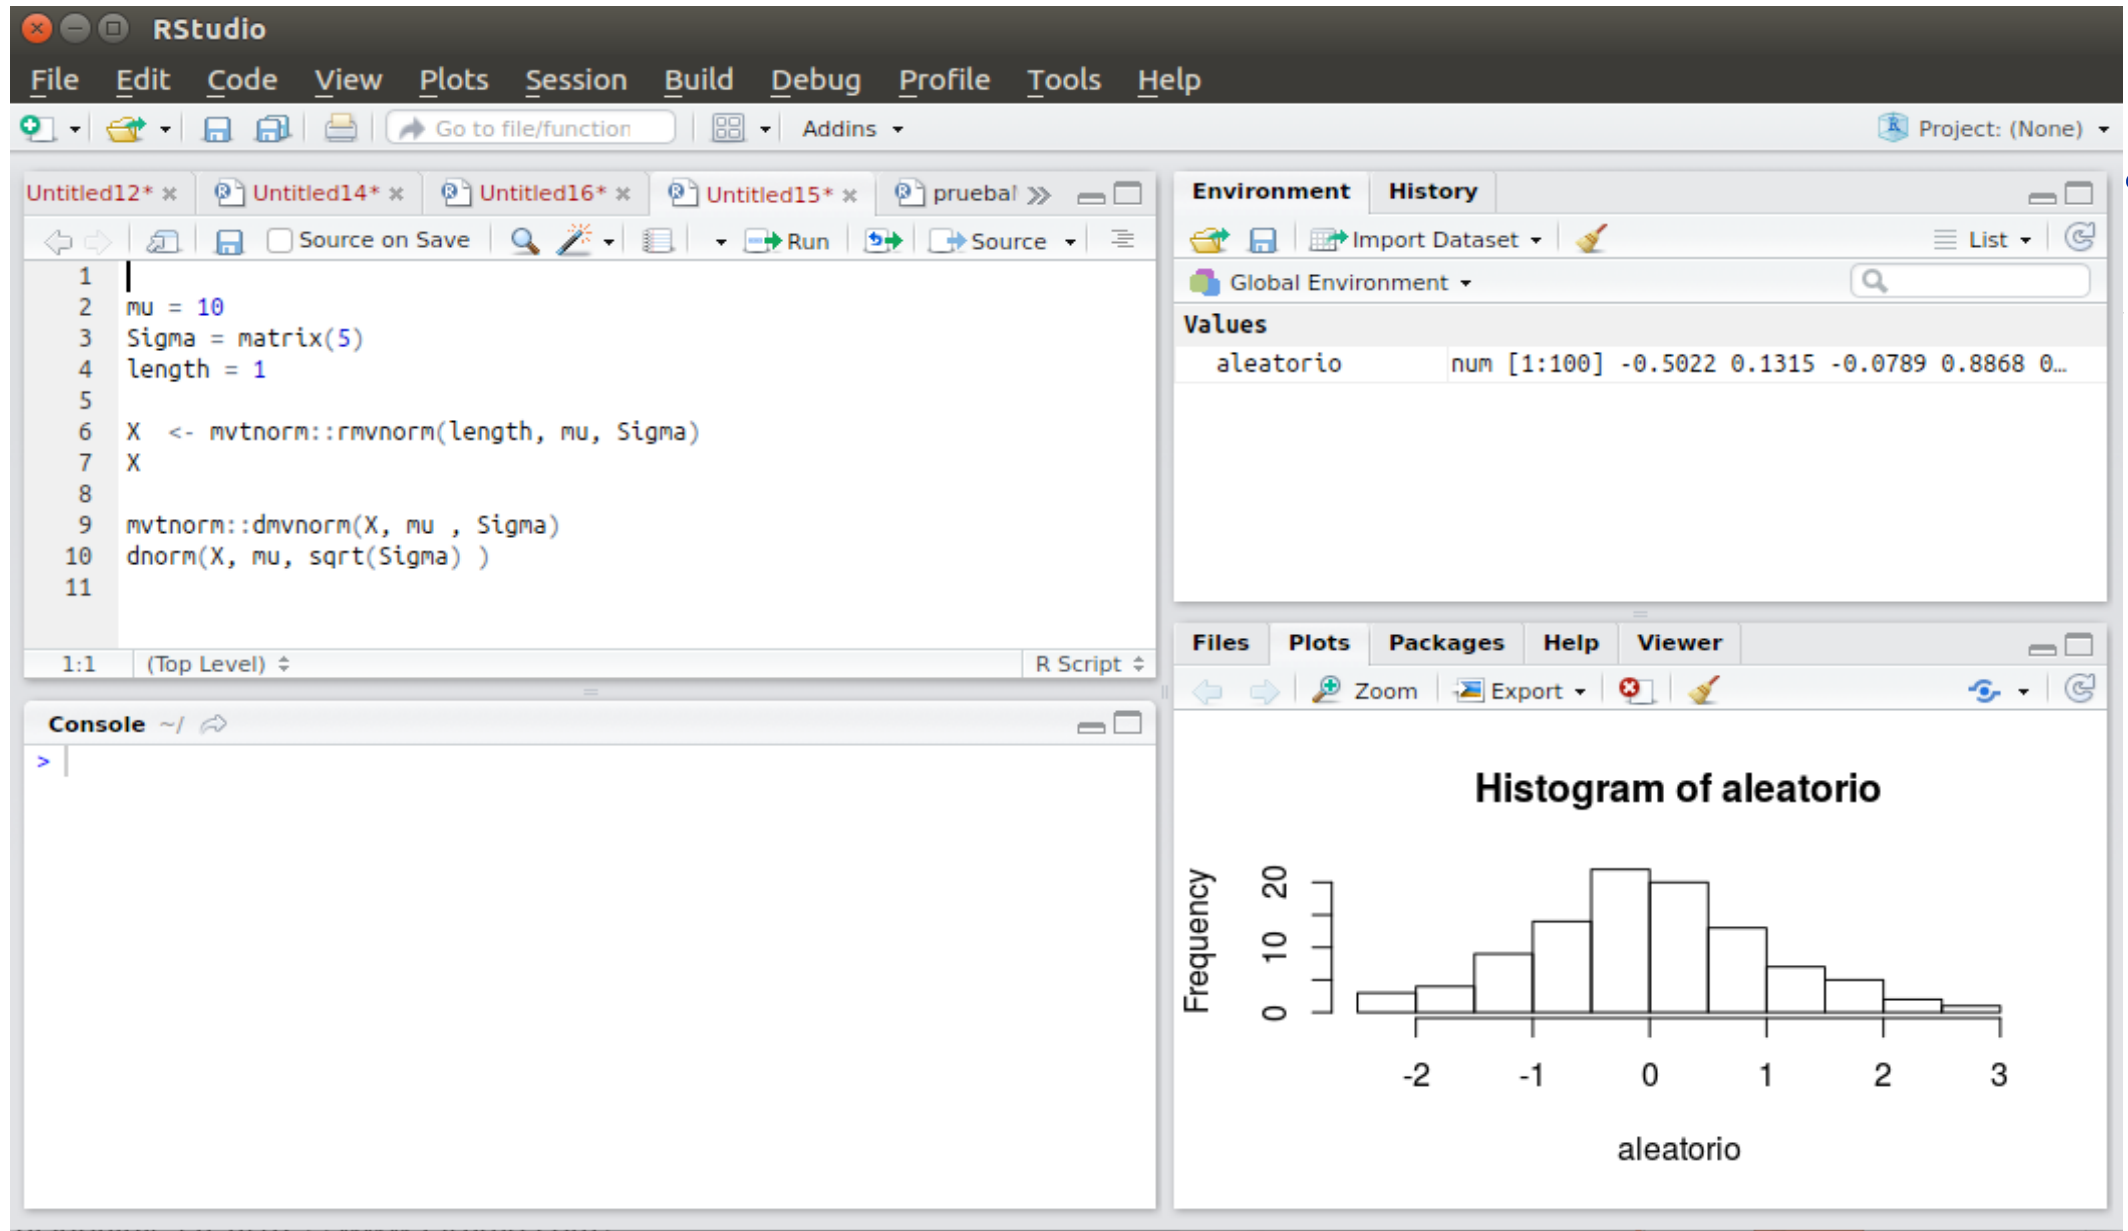 RStudio
File Edit Code View Plots Session Build Debug Profile Tools Help
Go to file/function Addins Project: (None)
Untitled12* Untitled14* Untitled16* Untitled15*
Source on Save Run Source
1
2 mu = 10
3 Sigma = matrix(5)
4 length = 1
5
6 X <- mvtnorm::rmvnorm(length, mu, Sigma)
7 X
8
9 mvtnorm::dmvnorm(X, mu , Sigma)
10 dnorm(X, mu, sqrt(Sigma) )
11
1:1 (Top Level) R Script
Console ~/
>
Environment History
Import Dataset List
Global Environment
Values
aleatorio num [1:100] -0.5022 0.1315 -0.0789 0.8868 0…
Files Plots Packages Help Viewer
Zoom Export
Histogram of aleatorio
Frequency
0 10 20
-2 -1 0 1 2 3
aleatorio